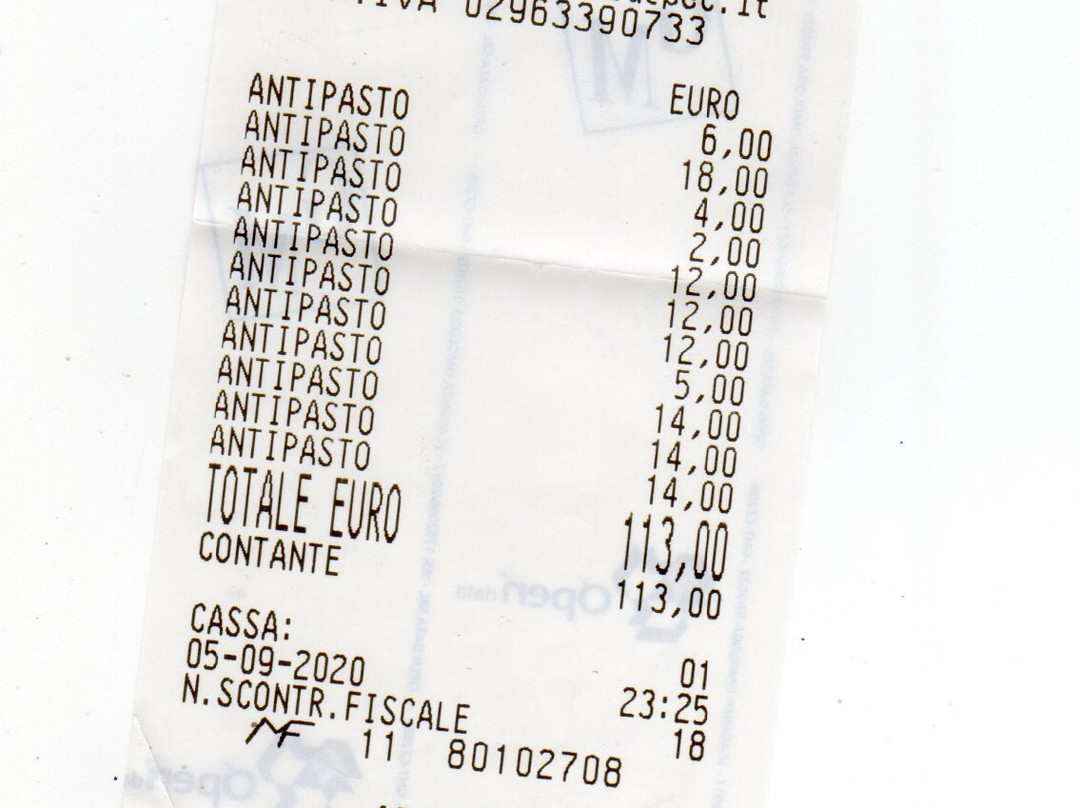 IVA 02963390733
EURO
ANTIPASTO 6,00
ANTIPASTO 18,00
ANTIPASTO 4,00
ANTIPASTO 2,00
ANTIPASTO 12,00
ANTIPASTO 12,00
ANTIPASTO 12,00
ANTIPASTO 5,00
ANTIPASTO 14,00
ANTIPASTO 14,00
ANTIPASTO 14,00
TOTALE EURO 113,00
CONTANTE 113,00
CASSA: 01
05-09-2020 23:25
N.SCONTR.FISCALE 18
MF 11 80102708